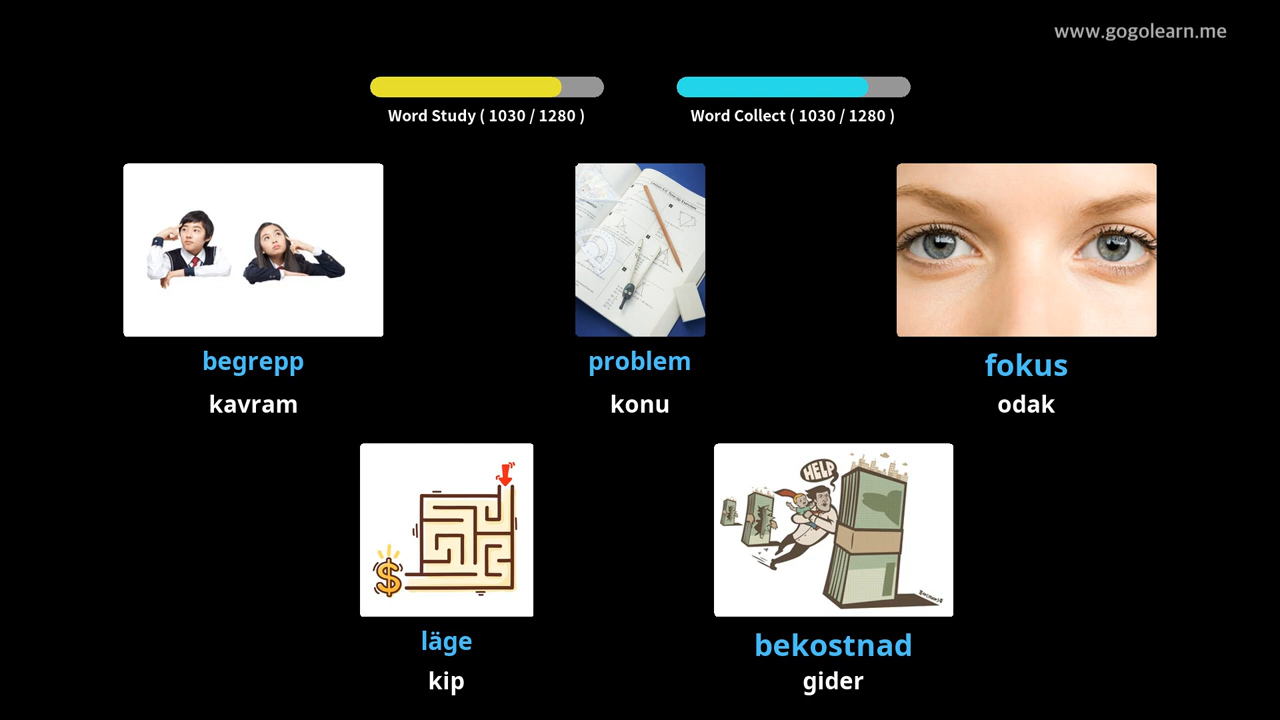 www.gogolearn.me
Word Study ( 1030 / 1280 )
Word Collect ( 1030 / 1280 )
begrepp
kavram
problem
konu
fokus
odak
HELP
läge
kip
bekostnad
gider